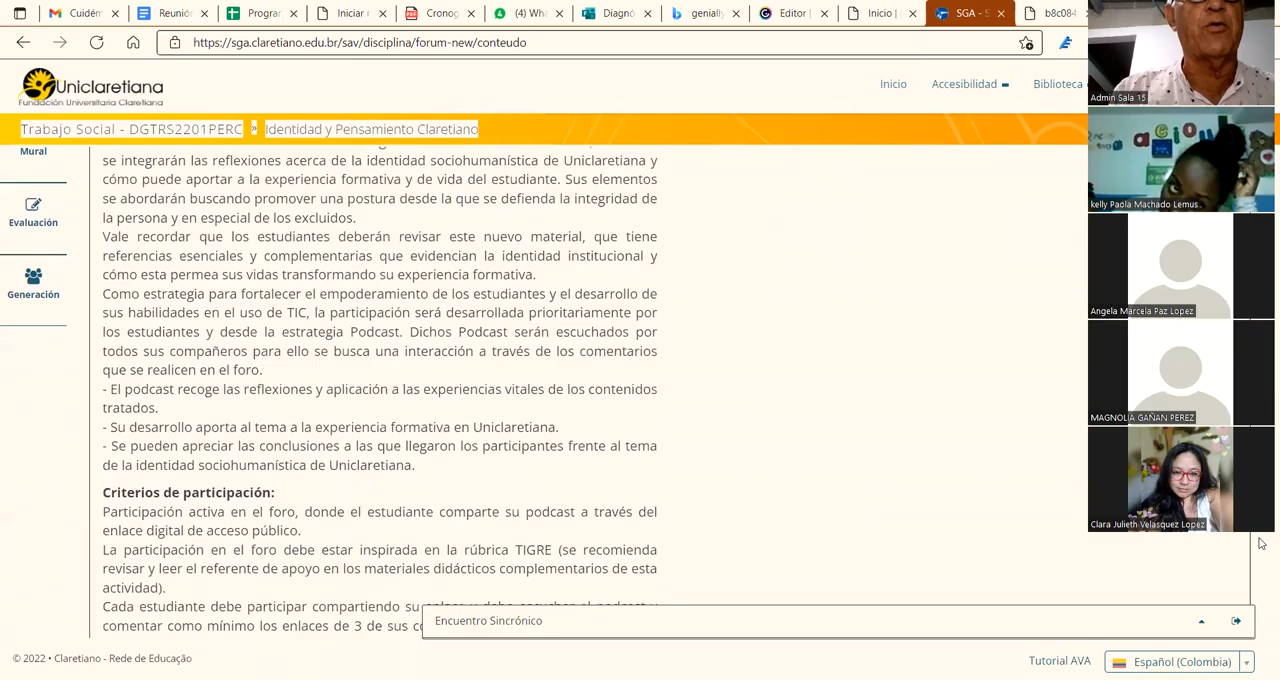 Cuidém
Reunió
Progra
Iniciar r
Cronog
(4) Wha
Diagnó
genially
Editor |
Inicio |
SGA - S
b8c084
https://sga.claretiano.edu.br/sav/disciplina/forum-new/conteudo
Uniclaretiana
Fundación Universitaria Claretiana
Inicio
Accesibilidad
Biblioteca
Trabajo Social - DGTRS2201PERC » Identidad y Pensamiento Claretiano
Mural
Evaluación
Generación
se integrarán las reflexiones acerca de la identidad sociohumanística de Uniclaretiana y
cómo puede aportar a la experiencia formativa y de vida del estudiante. Sus elementos
se abordarán buscando promover una postura desde la que se defienda la integridad de
la persona y en especial de los excluidos.
Vale recordar que los estudiantes deberán revisar este nuevo material, que tiene
referencias esenciales y complementarias que evidencian la identidad institucional y
cómo esta permea sus vidas transformando su experiencia formativa.
Como estrategia para fortalecer el empoderamiento de los estudiantes y el desarrollo de
sus habilidades en el uso de TIC, la participación será desarrollada prioritariamente por
los estudiantes y desde la estrategia Podcast. Dichos Podcast serán escuchados por
todos sus compañeros para ello se busca una interacción a través de los comentarios
que se realicen en el foro.
- El podcast recoge las reflexiones y aplicación a las experiencias vitales de los contenidos
tratados.
- Su desarrollo aporta al tema a la experiencia formativa en Uniclaretiana.
- Se pueden apreciar las conclusiones a las que llegaron los participantes frente al tema
de la identidad sociohumanística de Uniclaretiana.
Criterios de participación:
Participación activa en el foro, donde el estudiante comparte su podcast a través del
enlace digital de acceso público.
La participación en el foro debe estar inspirada en la rúbrica TIGRE (se recomienda
revisar y leer el referente de apoyo en los materiales didácticos complementarios de esta
actividad).
Cada estudiante debe participar compartiendo su
comentar como mínimo los enlaces de 3 de sus
Encuentro Sincrónico
Admin Sala 15
kelly Paola Machado Lemus
Angela Marcela Paz Lopez
MAGNOLIA GAÑAN PEREZ
Clara Julieth Velasquez Lopez
© 2022 • Claretiano - Rede de Educação
Tutorial AVA
Español (Colombia)